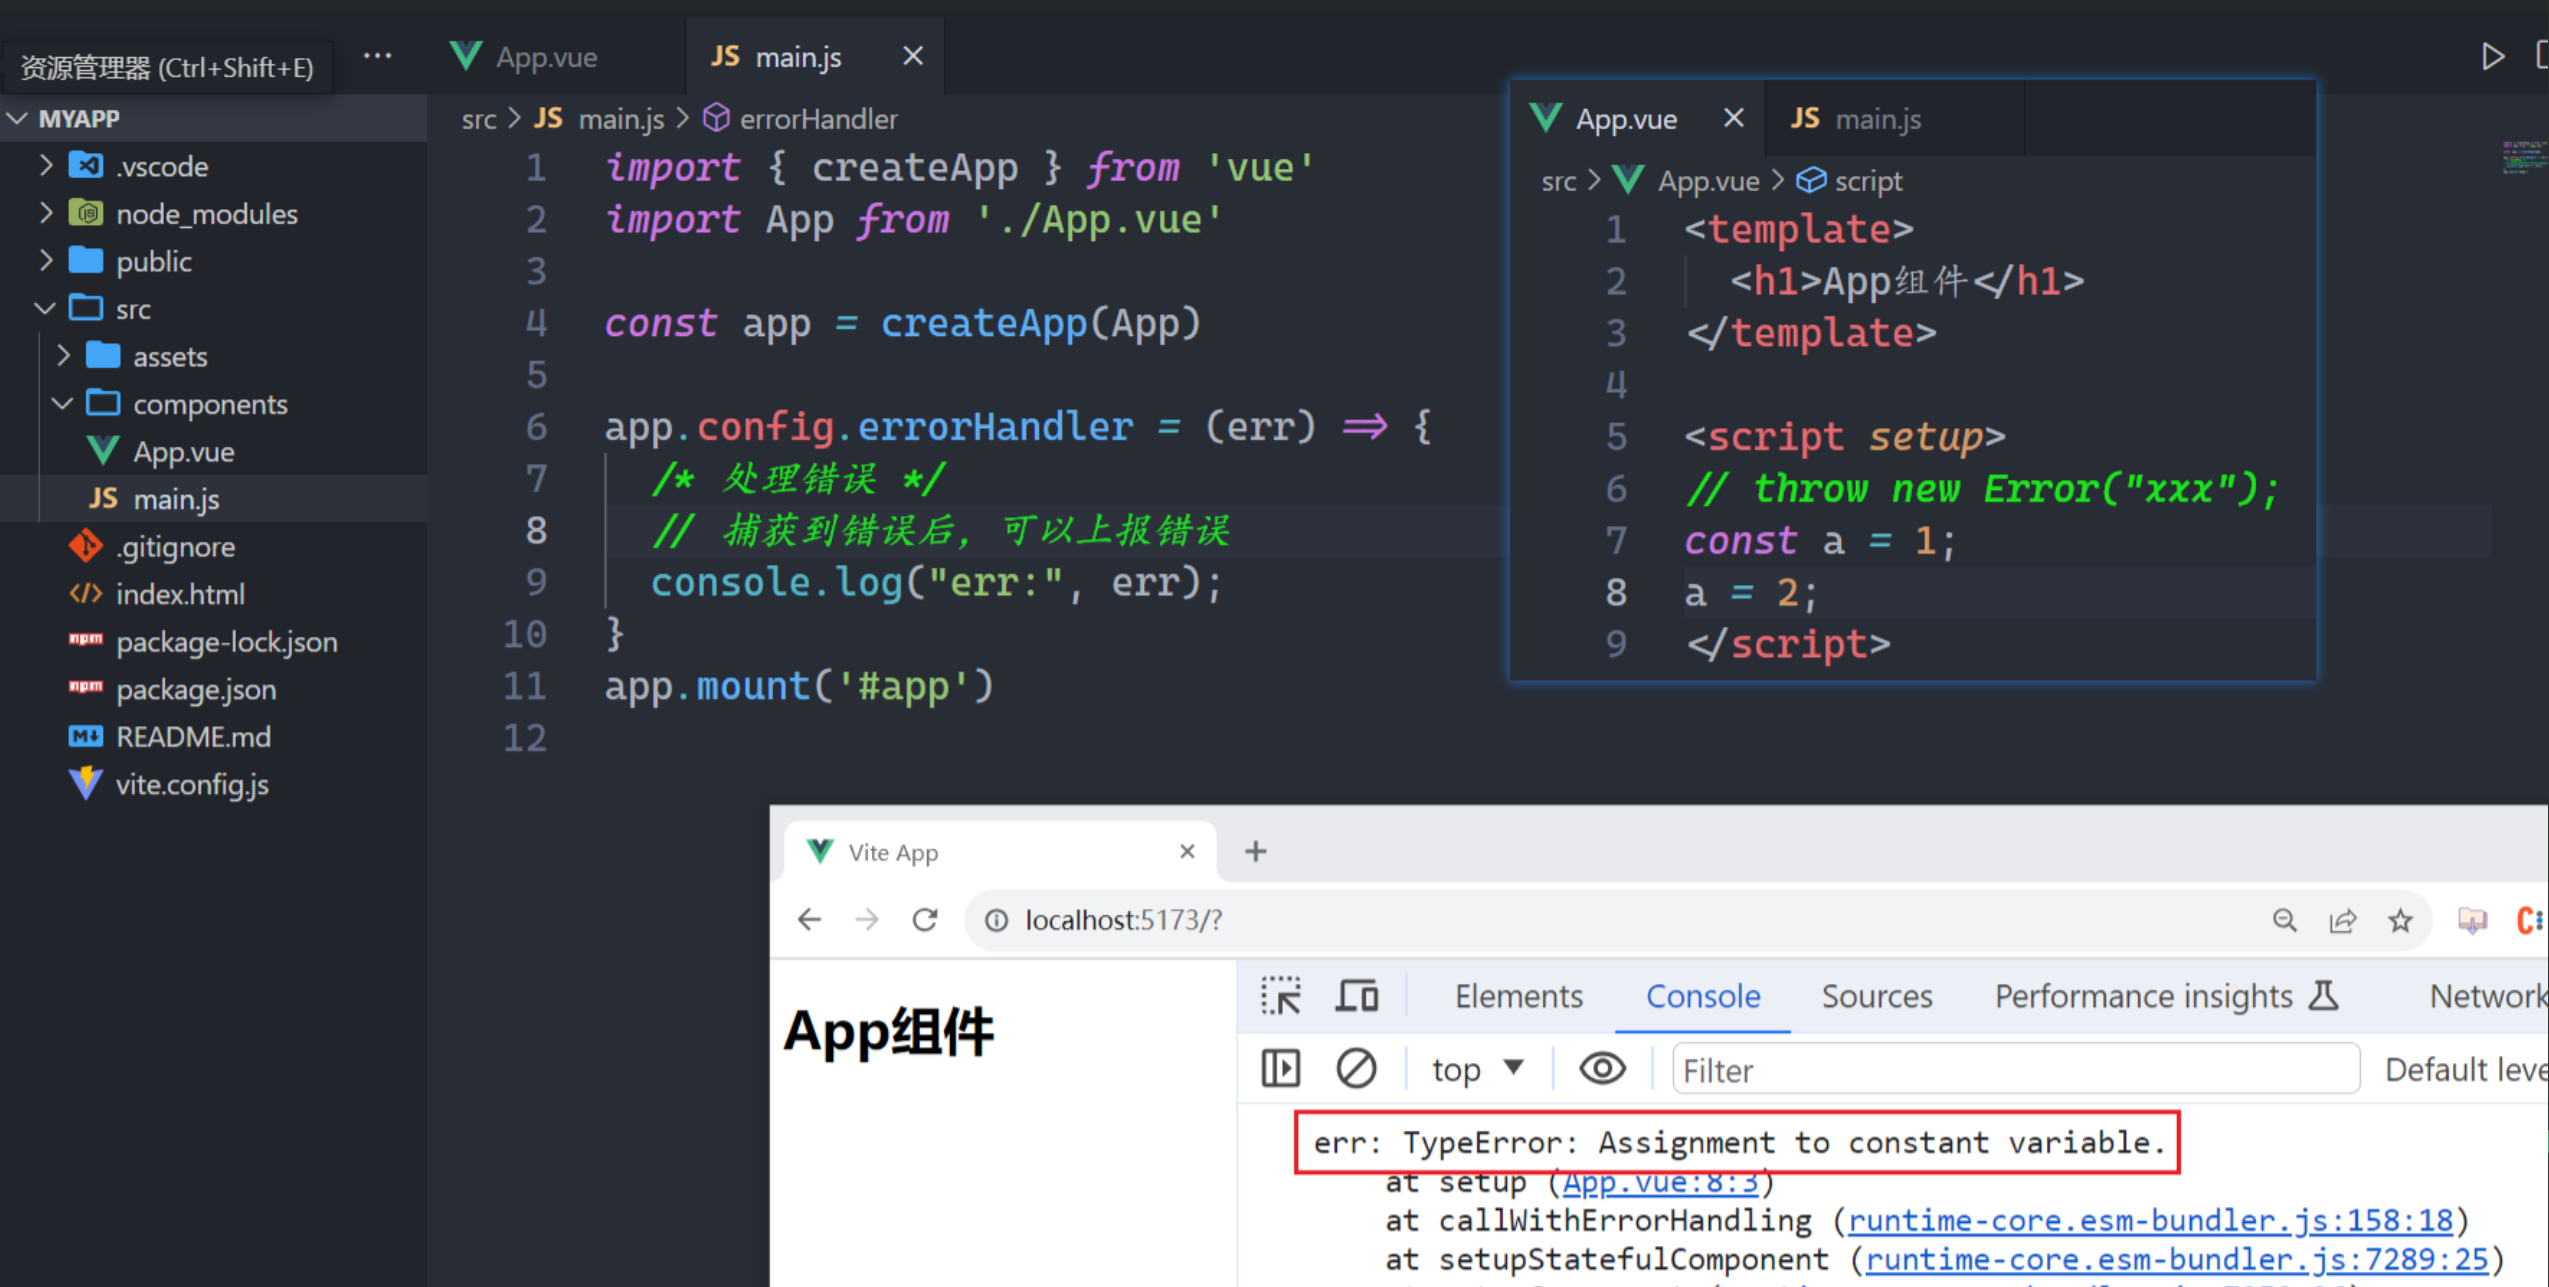 资源管理器 (Ctrl+Shift+E)
···
App.vue
JS main.js
MYAPP
.vscode
node_modules
public
src
assets
components
App.vue
JS main.js
.gitignore
index.html
package-lock.json
package.json
README.md
vite.config.js
src > JS main.js > errorHandler
1 import { createApp } from 'vue'
2 import App from './App.vue'
3
4 const app = createApp(App)
5
6 app.config.errorHandler = (err) => {
7 /* 处理错误 */
8 // 捕获到错误后，可以上报错误
9 console.log("err:", err);
10 }
11 app.mount('#app')
12
App.vue
JS main.js
src > App.vue > script
1 <template>
2 <h1>App组件</h1>
3 </template>
4
5 <script setup>
6 // throw new Error("xxx");
7 const a = 1;
8 a = 2;
9 </script>
Vite App
localhost:5173/?
App组件
Elements Console Sources Performance insights Network
top
Filter
Default leve
err: TypeError: Assignment to constant variable.
at setup (App.vue:8:3)
at callWithErrorHandling (runtime-core.esm-bundler.js:158:18)
at setupStatefulComponent (runtime-core.esm-bundler.js:7289:25)